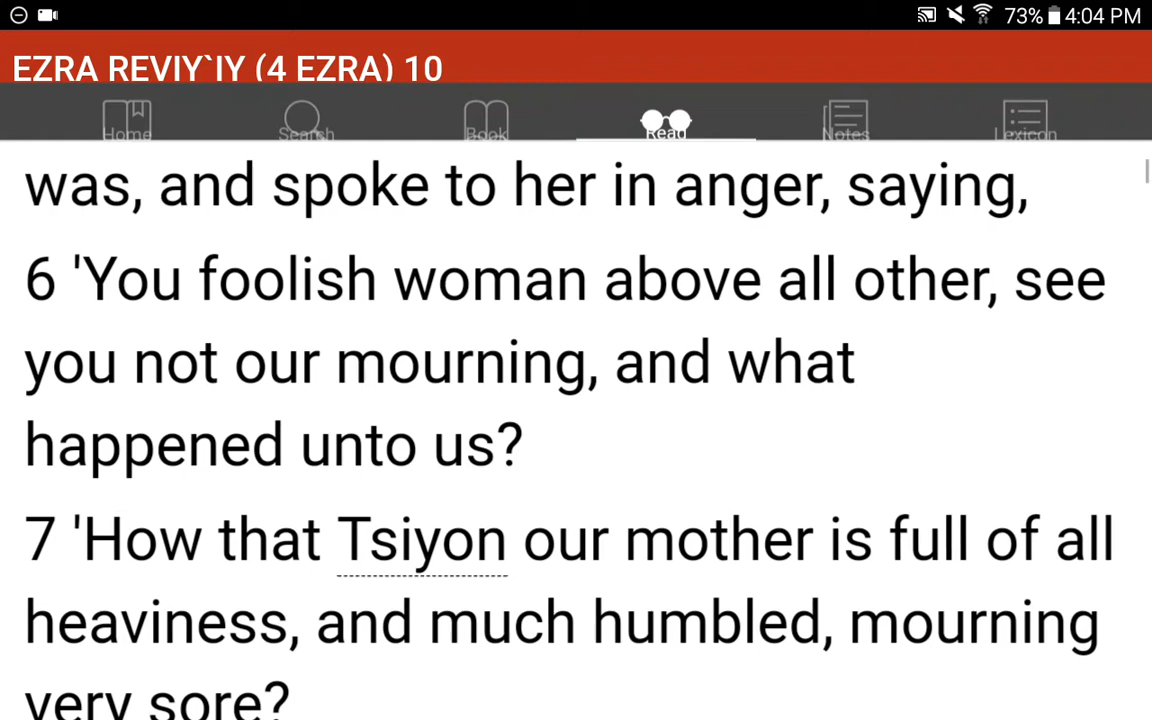 73% 4:04 PM
EZRA REVIY`IY (4 EZRA) 10
Home Search Book Read Notes Lexicon
was, and spoke to her in anger, saying,
6 'You foolish woman above all other, see
you not our mourning, and what
happened unto us?
7 'How that Tsiyon our mother is full of all
heaviness, and much humbled, mourning
very sore?